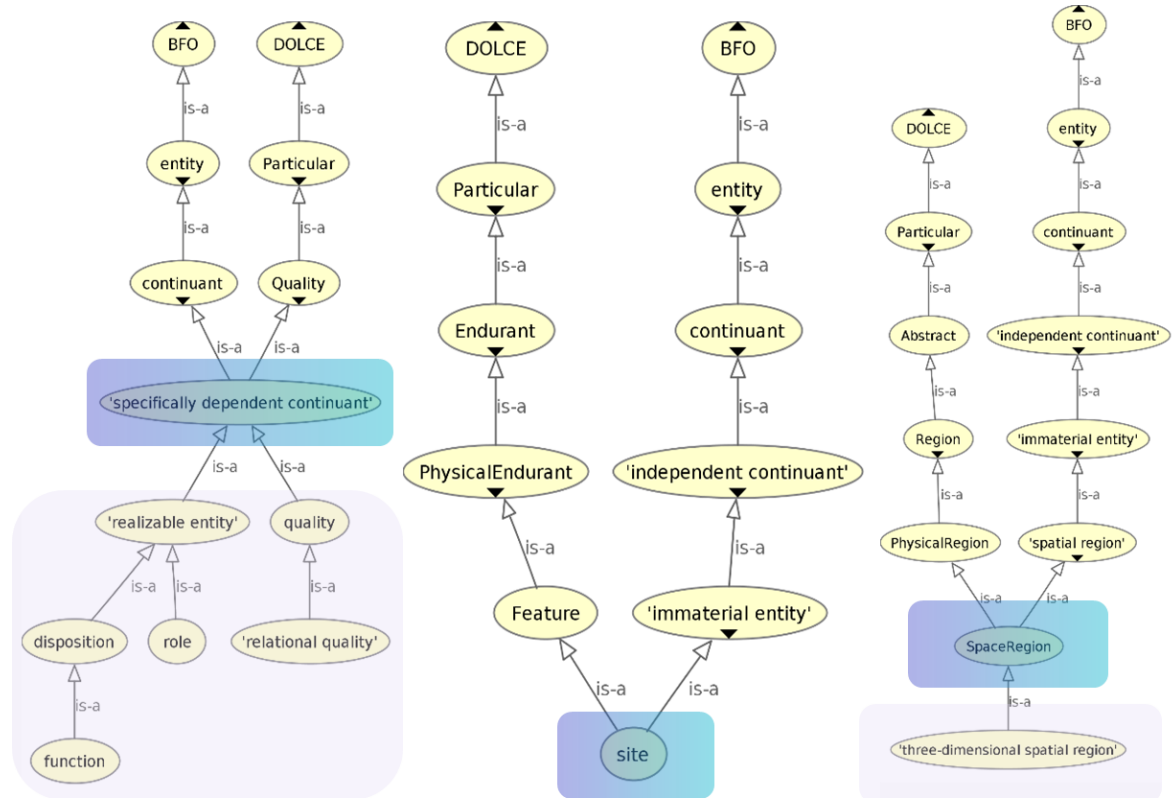 BFO
DOLCE
is-a
is-a
entity
Particular
is-a
is-a
continuant
Quality
is-a
is-a
'specifically dependent continuant'
is-a
is-a
'realizable entity'
quality
is-a
is-a
is-a
disposition
role
'relational quality'
is-a
function
DOLCE
BFO
is-a
is-a
Particular
entity
is-a
is-a
Endurant
continuant
is-a
is-a
PhysicalEndurant
'independent continuant'
is-a
is-a
Feature
'immaterial entity'
is-a
is-a
site
BFO
is-a
DOLCE
entity
is-a
is-a
Particular
continuant
is-a
is-a
Abstract
'independent continuant'
is-a
is-a
Region
'immaterial entity'
is-a
is-a
PhysicalRegion
'spatial region'
is-a
is-a
SpaceRegion
is-a
'three-dimensional spatial region'